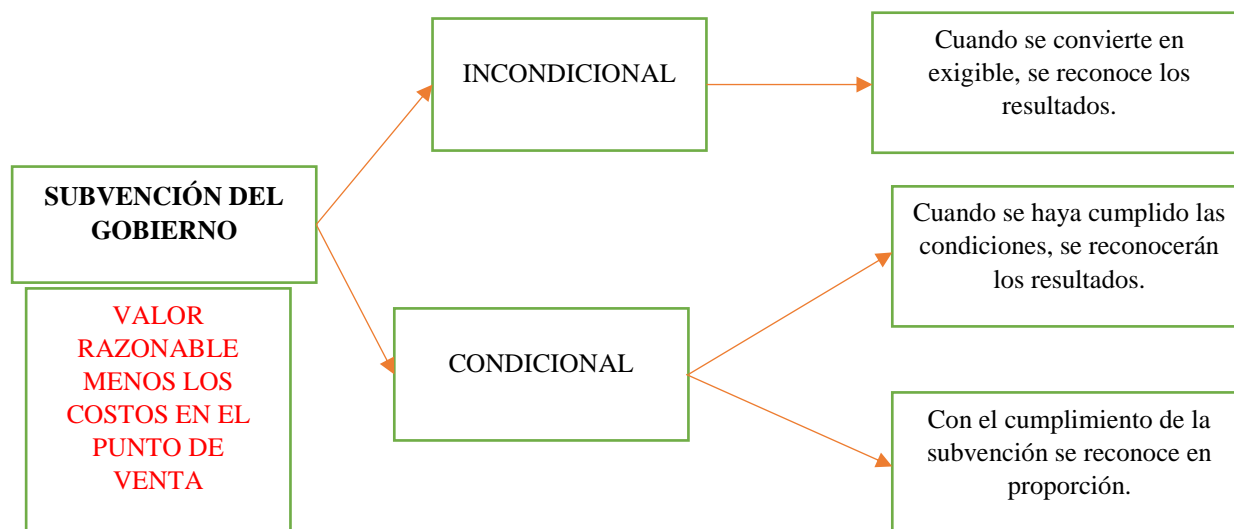 SUBVENCIÓN DEL
GOBIERNO
VALOR
RAZONABLE
MENOS LOS
COSTOS EN EL
PUNTO DE
VENTA
INCONDICIONAL
Cuando se convierte en
exigible, se reconoce los
resultados.
CONDICIONAL
Cuando se haya cumplido las
condiciones, se reconocerán
los resultados.
Con el cumplimiento de la
subvención se reconoce en
proporción.